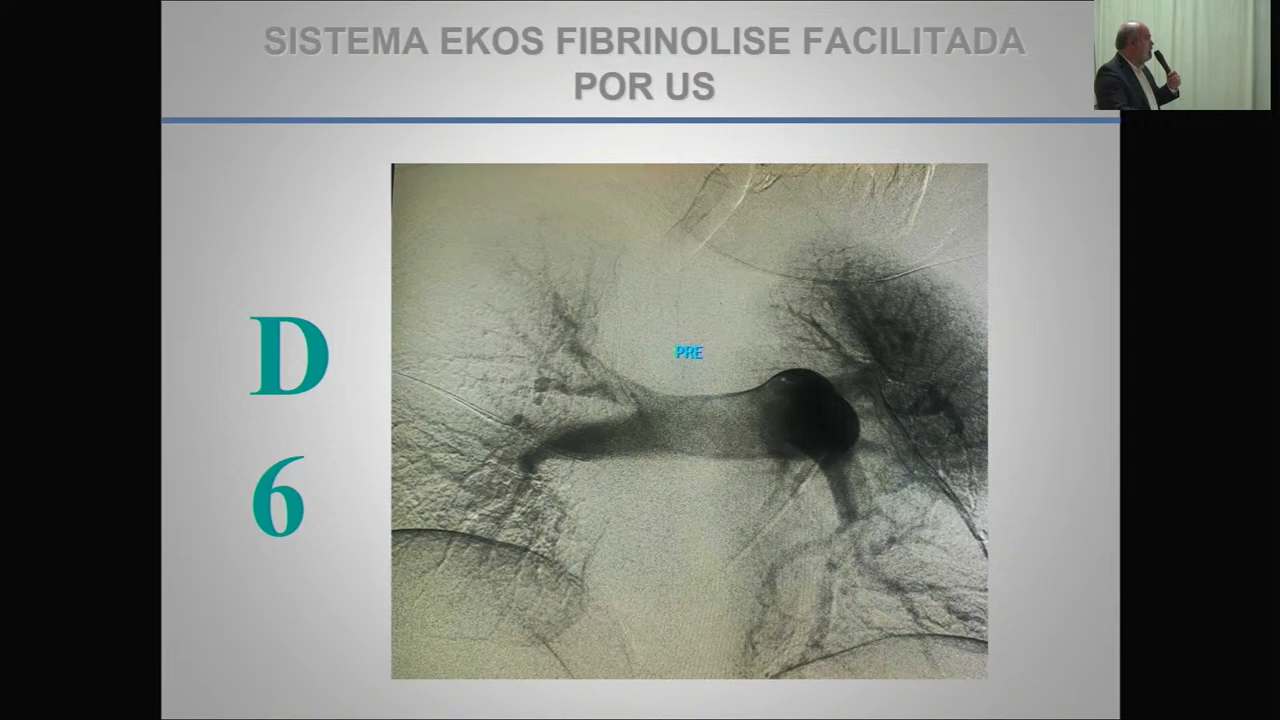 SISTEMA EKOS FIBRINOLISE FACILITADA
POR US
PRE
D
6